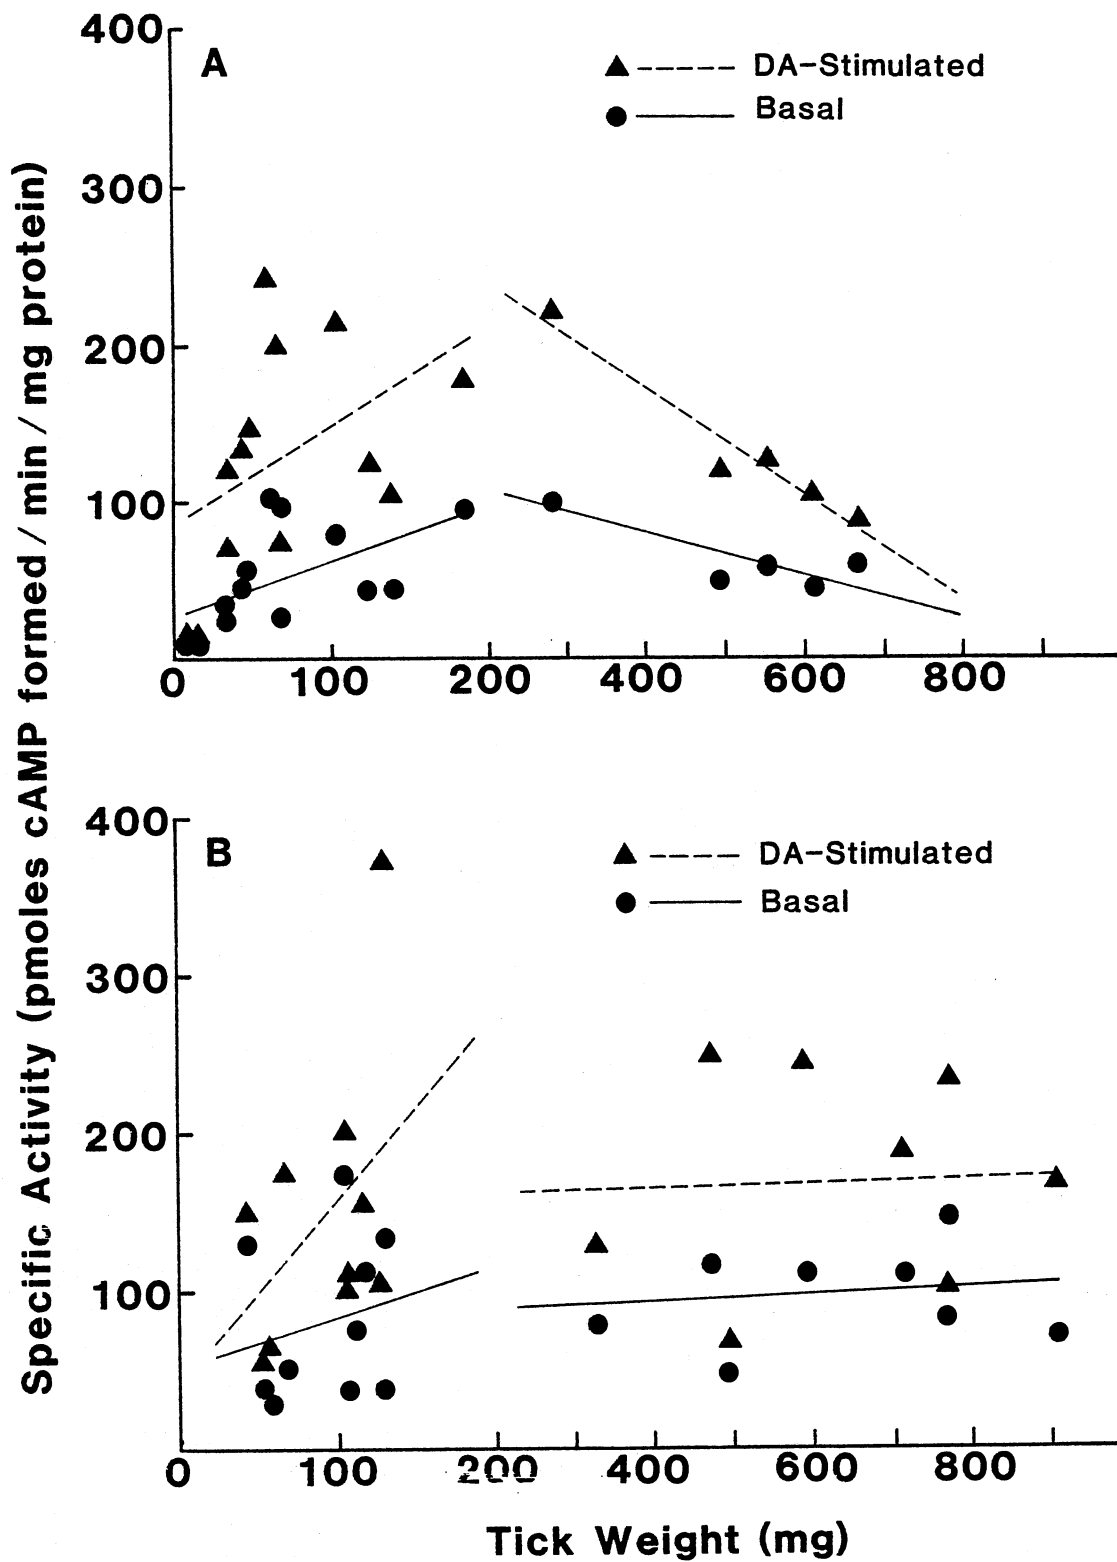 Specific Activity (pmoles cAMP formed / min / mg protein)
A
400
300
200
100
DA-Stimulated
Basal
0 100 200 400 600 800
B
400
300
200
100
DA-Stimulated
Basal
0 100 200 400 600 800
Tick Weight (mg)